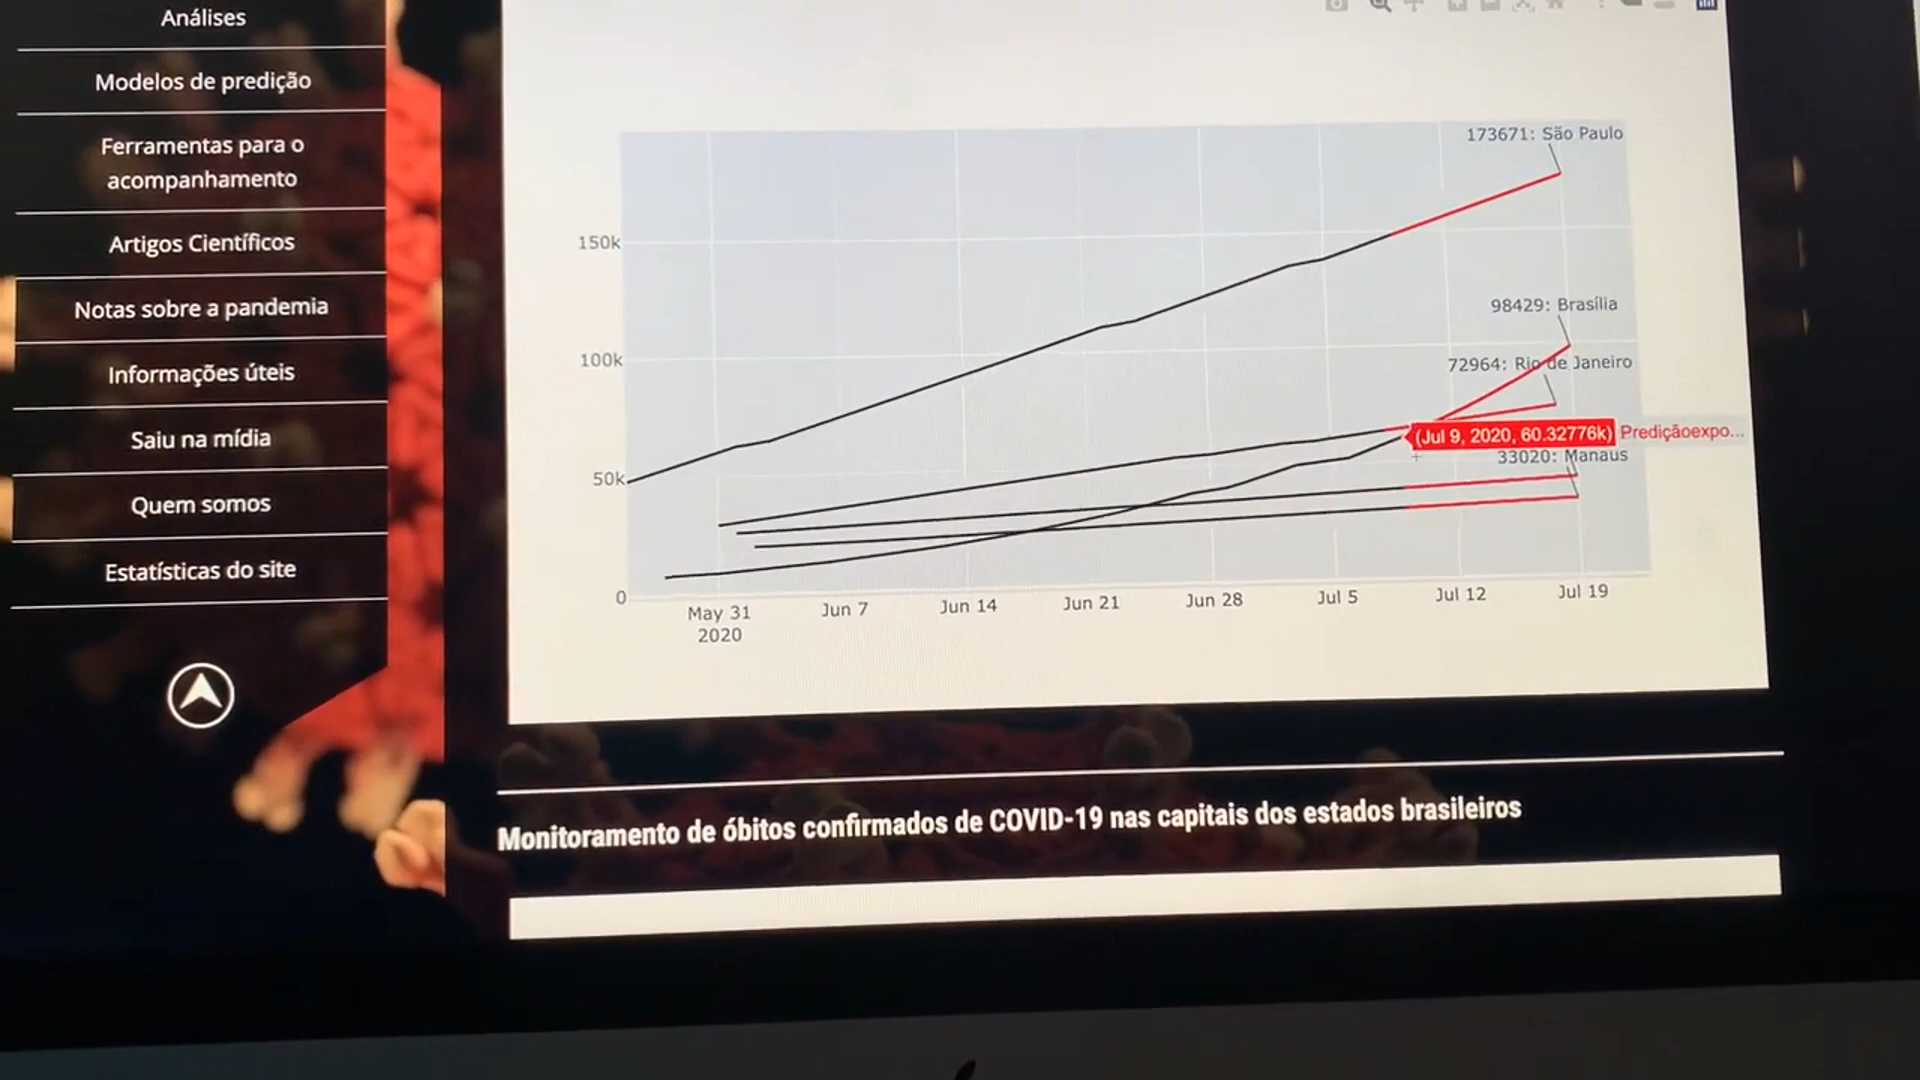 Análises
Modelos de predição
Ferramentas para o
acompanhamento
Artigos Científicos
Notas sobre a pandemia
Informações úteis
Saiu na mídia
Quem somos
Estatísticas do site
173671: São Paulo
150k
98429: Brasília
100k
72964: Rio de Janeiro
(Jul 9, 2020, 60.32776k) Prediçãoexpo...
33020: Manaus
50k
0
May 31
2020
Jun 7
Jun 14
Jun 21
Jun 28
Jul 5
Jul 12
Jul 19
Monitoramento de óbitos confirmados de COVID-19 nas capitais dos estados brasileiros